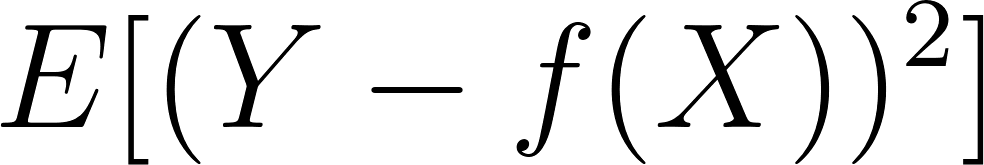 E[(Y − f(X))²]